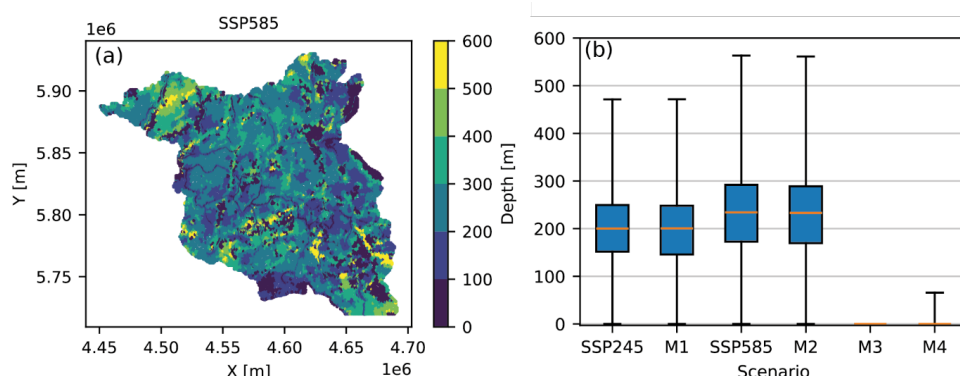 SSP585
1e6
(a)
5.90
5.85
5.80
5.75
Y [m]
4.45 4.50 4.55 4.60 4.65 4.70
X [m]
1e6
600
500
400
300
200
100
0
Depth [m]
(b)
600
500
400
300
200
100
0
SSP245 M1 SSP585 M2 M3 M4
Scenario